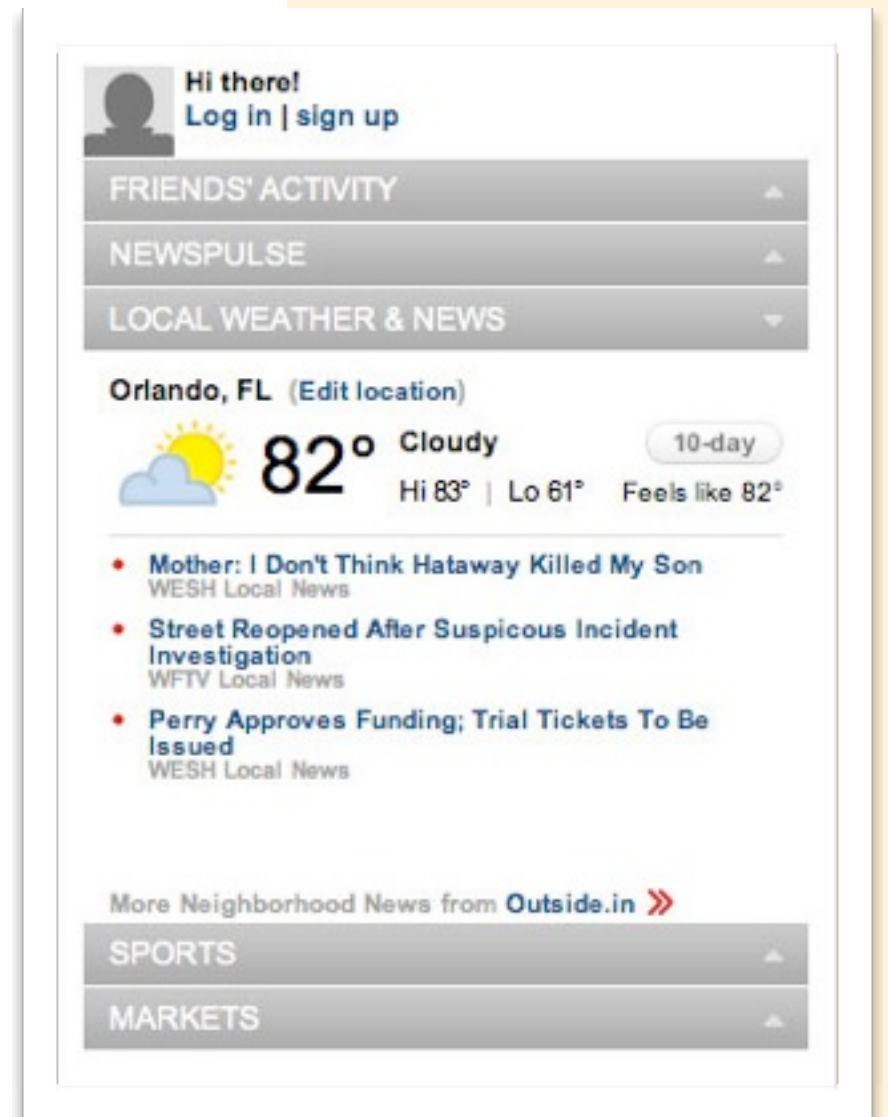 Hi there!
Log in | sign up
FRIENDS' ACTIVITY
NEWSPULSE
LOCAL WEATHER & NEWS
Orlando, FL (Edit location)
82° Cloudy 10-day
Hi 83° | Lo 61° Feels like 82°
Mother: I Don't Think Hataway Killed My Son
WESH Local News
Street Reopened After Suspicous Incident
Investigation
WFTV Local News
Perry Approves Funding; Trial Tickets To Be
Issued
WESH Local News
More Neighborhood News from Outside.in
SPORTS
MARKETS